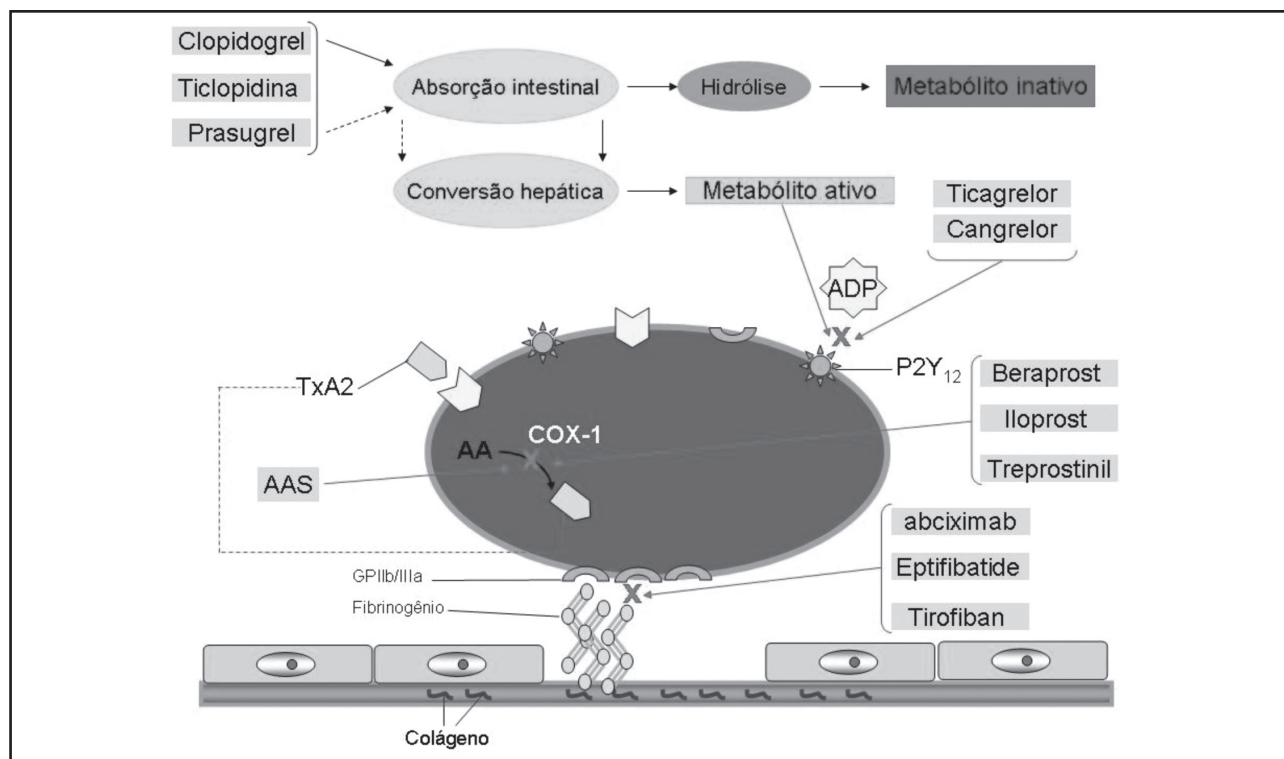 Clopidogrel
Ticlopidina
Prasugrel
Absorção intestinal
Hidrólise
Metabólito inativo
Conversão hepática
Metabólito ativo
Ticagrelor
Cangrelor
ADP
X
P2Y12
TxA2
COX-1
AA
X
AAS
Beraprost
Iloprost
Treprostinil
abciximab
Eptifibatide
Tirofiban
GPIIb/IIIa
X
Fibrinogênio
Colágeno